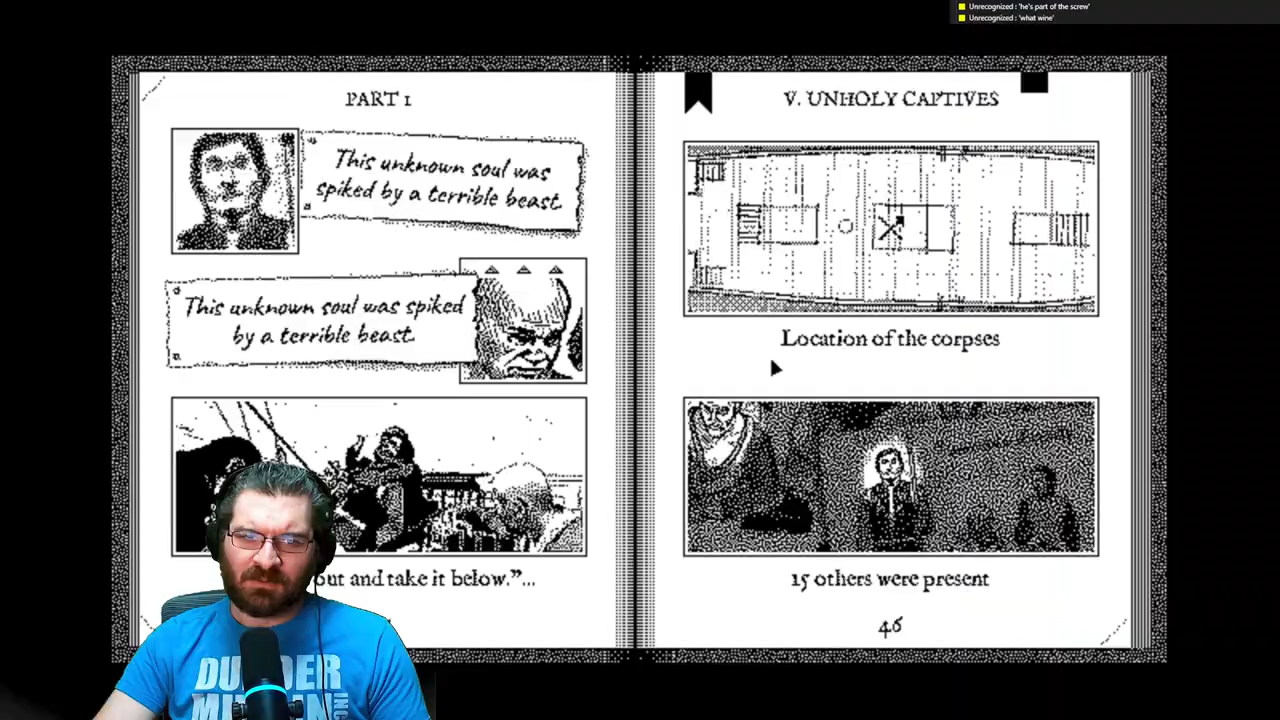 Unrecognized : 'he's part of the screw'
Unrecognized : 'what wine'
PART 1
This unknown soul was
spiked by a terrible beast.
This unknown soul was spiked
by a terrible beast.
out and take it below.”...
V. UNHOLY CAPTIVES
Location of the corpses
15 others were present
46